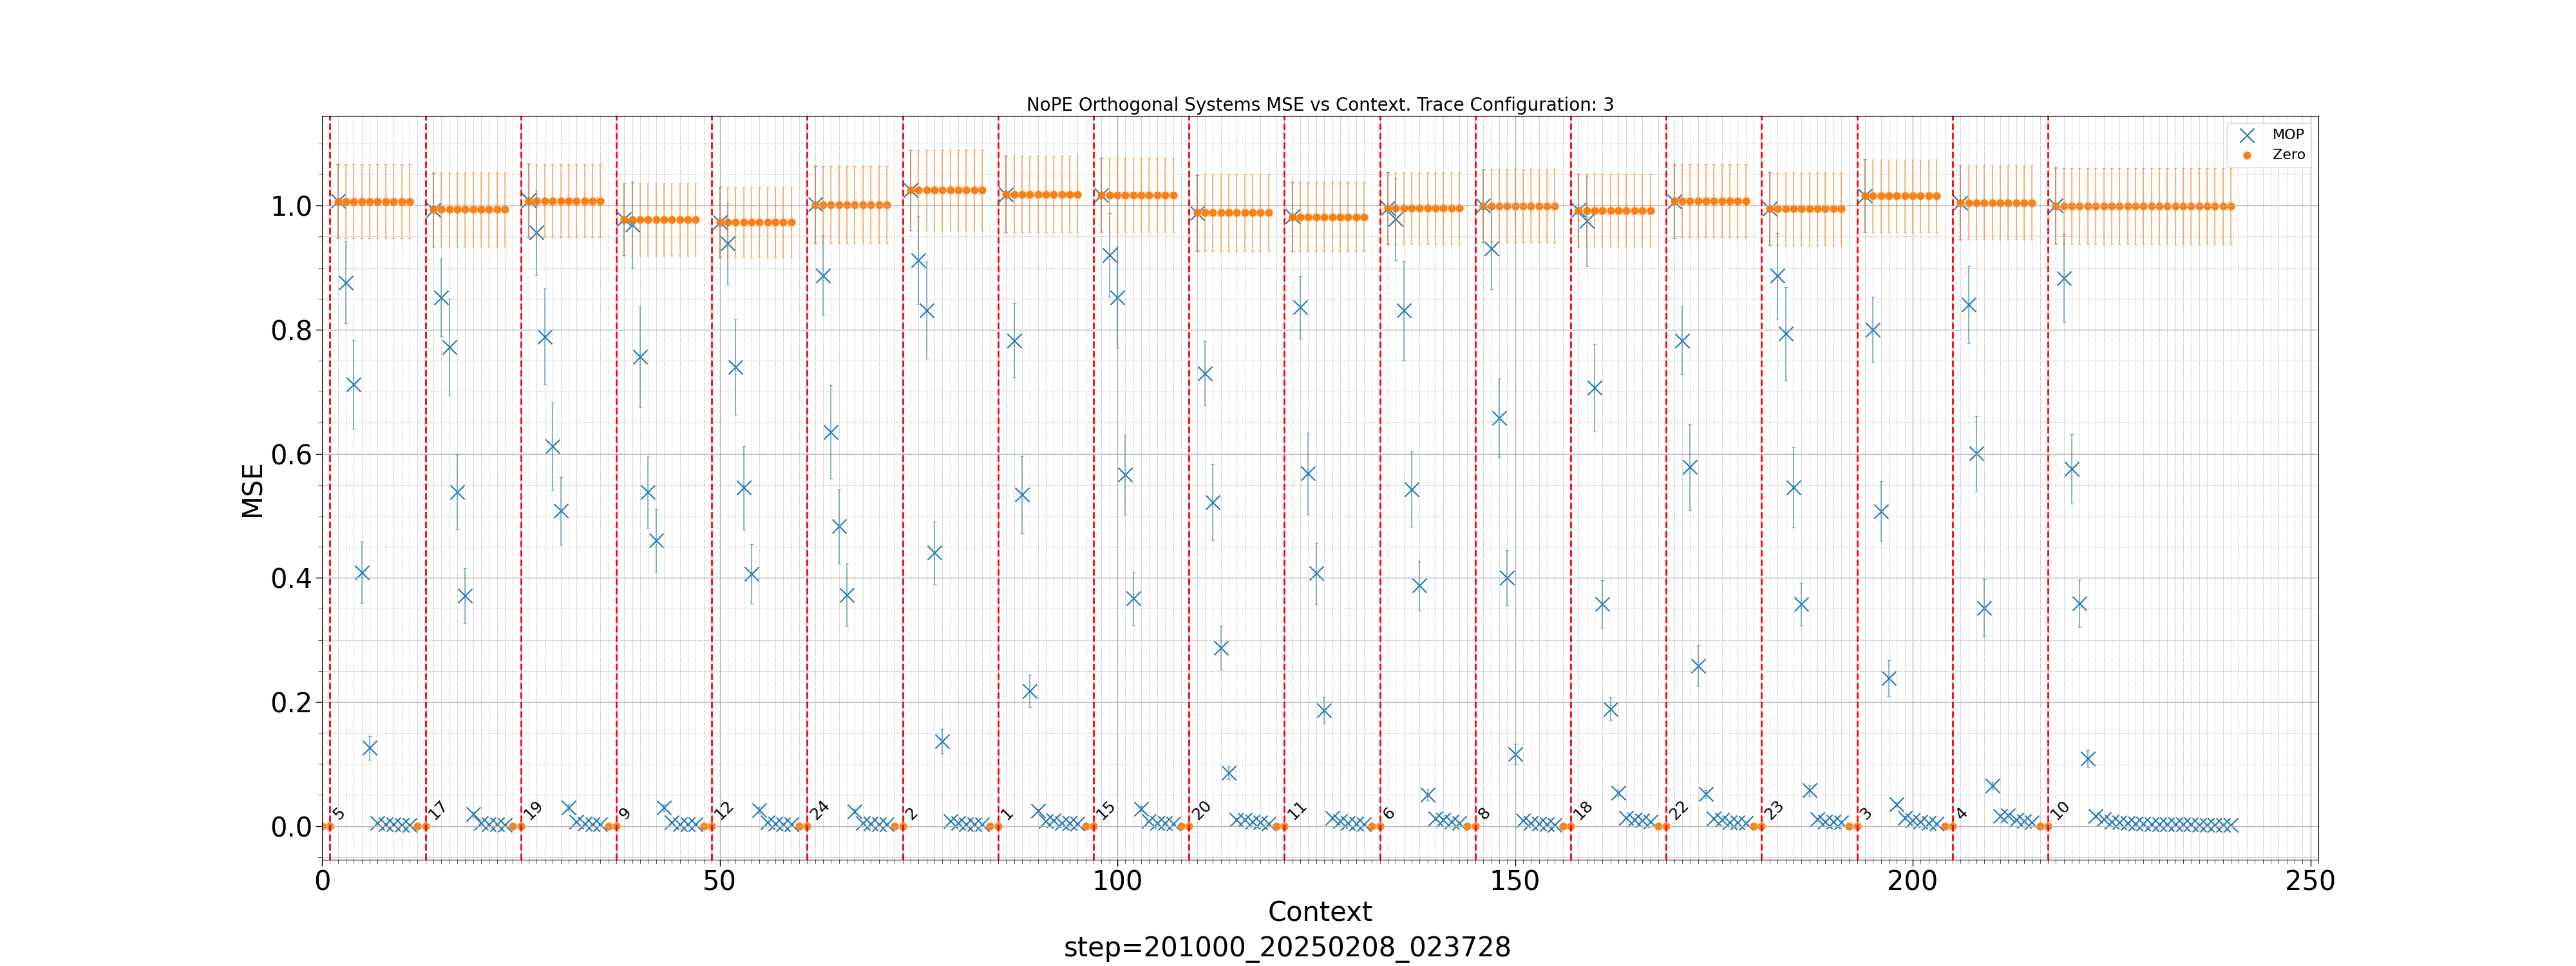 NoPE Orthogonal Systems MSE vs Context. Trace Configuration: 3
MOP
Zero
1.0
0.8
0.6
0.4
0.2
0.0
MSE
5 17 19 9 12 24 2 1 15 20 11 6 8 18 22 23 3 4 10
0 50 100 150 200 250
Context
step=201000_20250208_023728